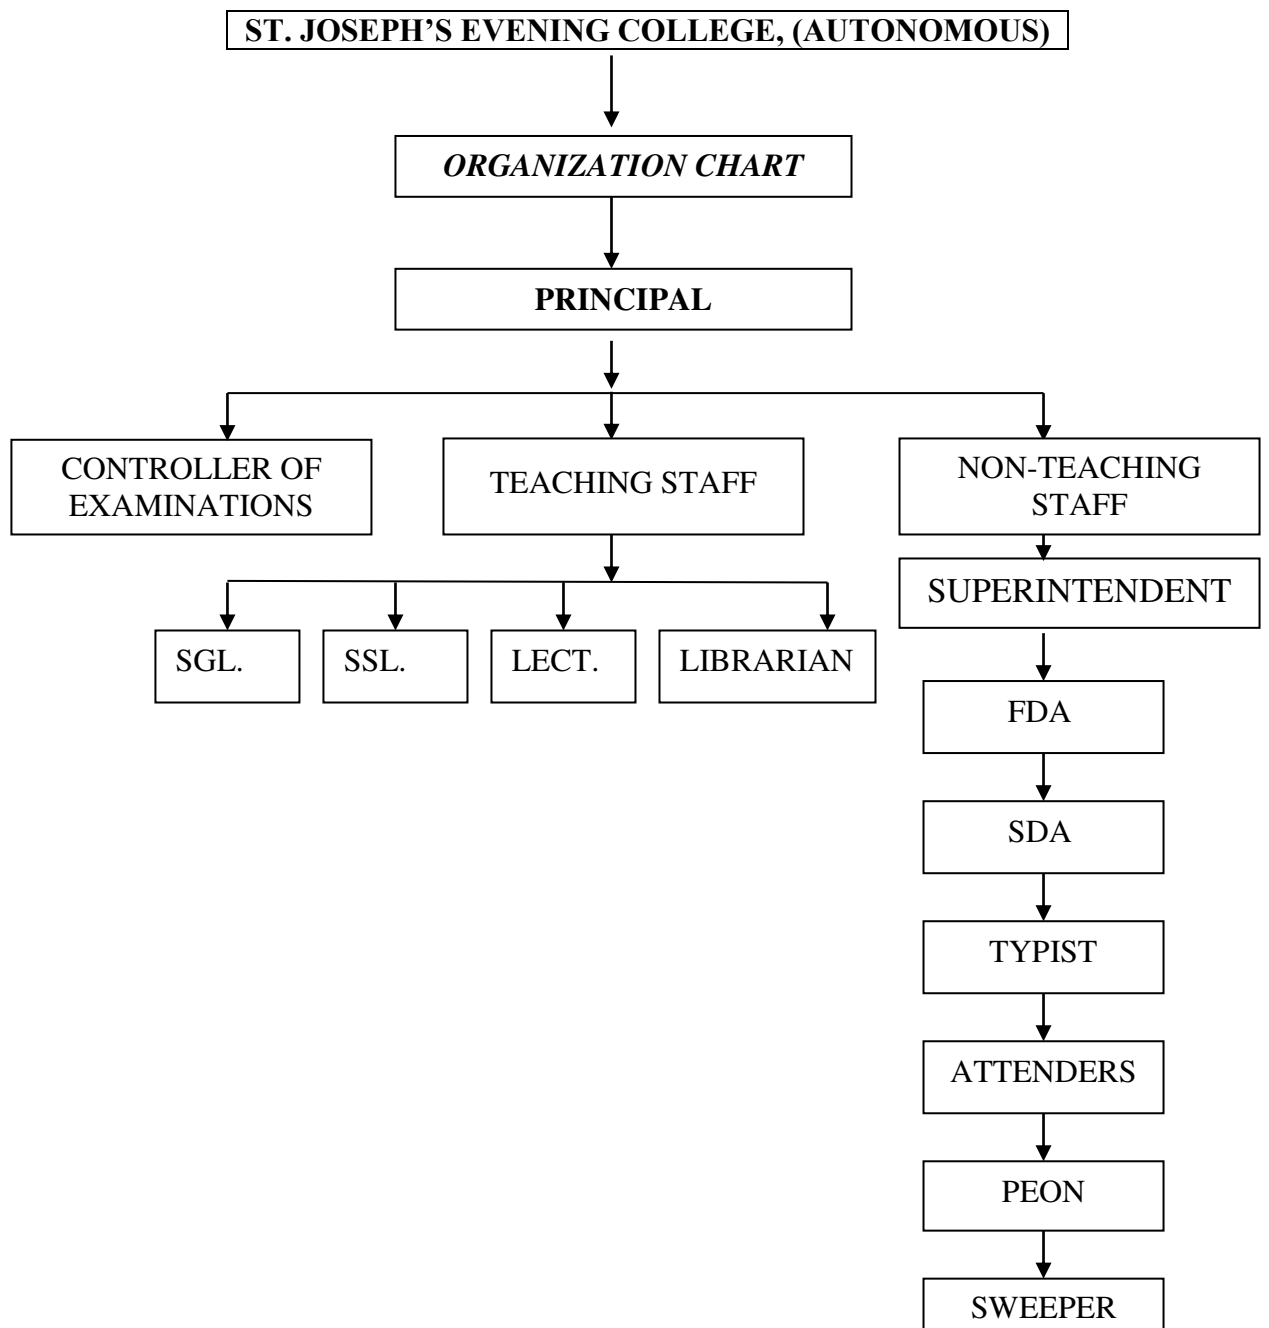 ST. JOSEPH’S EVENING COLLEGE, (AUTONOMOUS)
ORGANIZATION CHART
PRINCIPAL
CONTROLLER OF
EXAMINATIONS
TEACHING STAFF
NON-TEACHING
STAFF
SUPERINTENDENT
SGL.
SSL.
LECT.
LIBRARIAN
FDA
SDA
TYPIST
ATTENDERS
PEON
SWEEPER